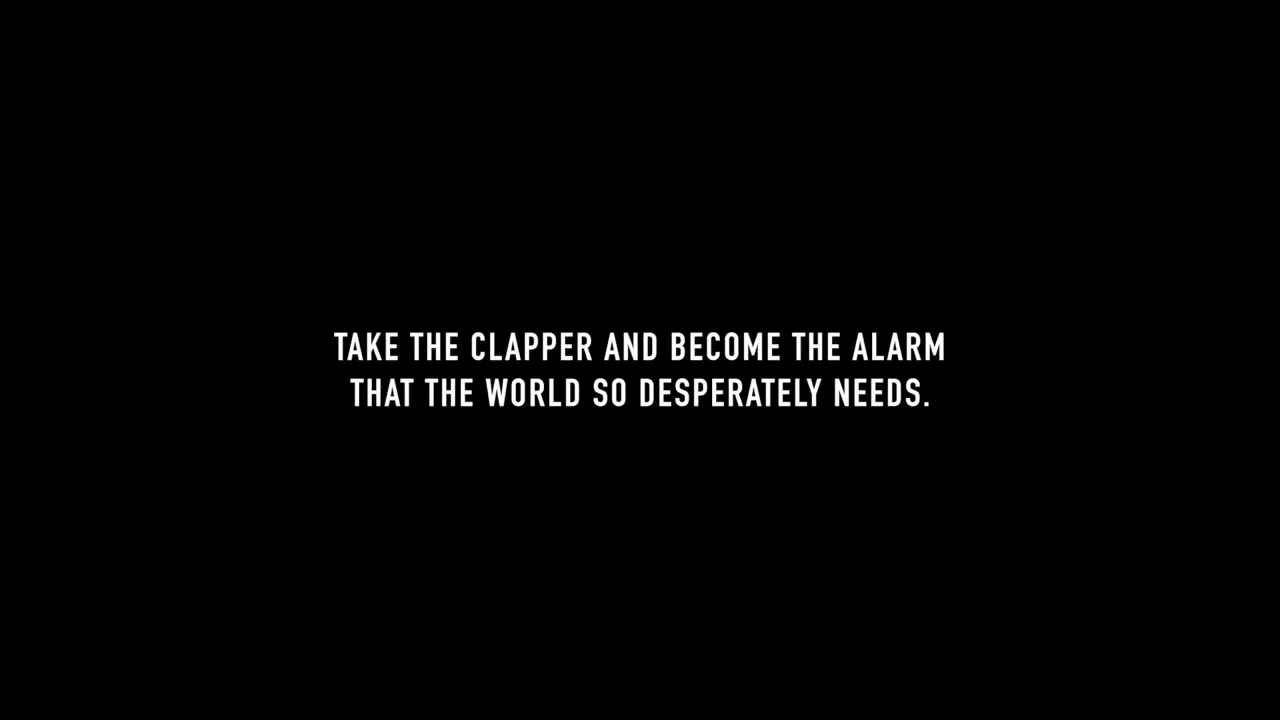 TAKE THE CLAPPER AND BECOME THE ALARM
THAT THE WORLD SO DESPERATELY NEEDS.